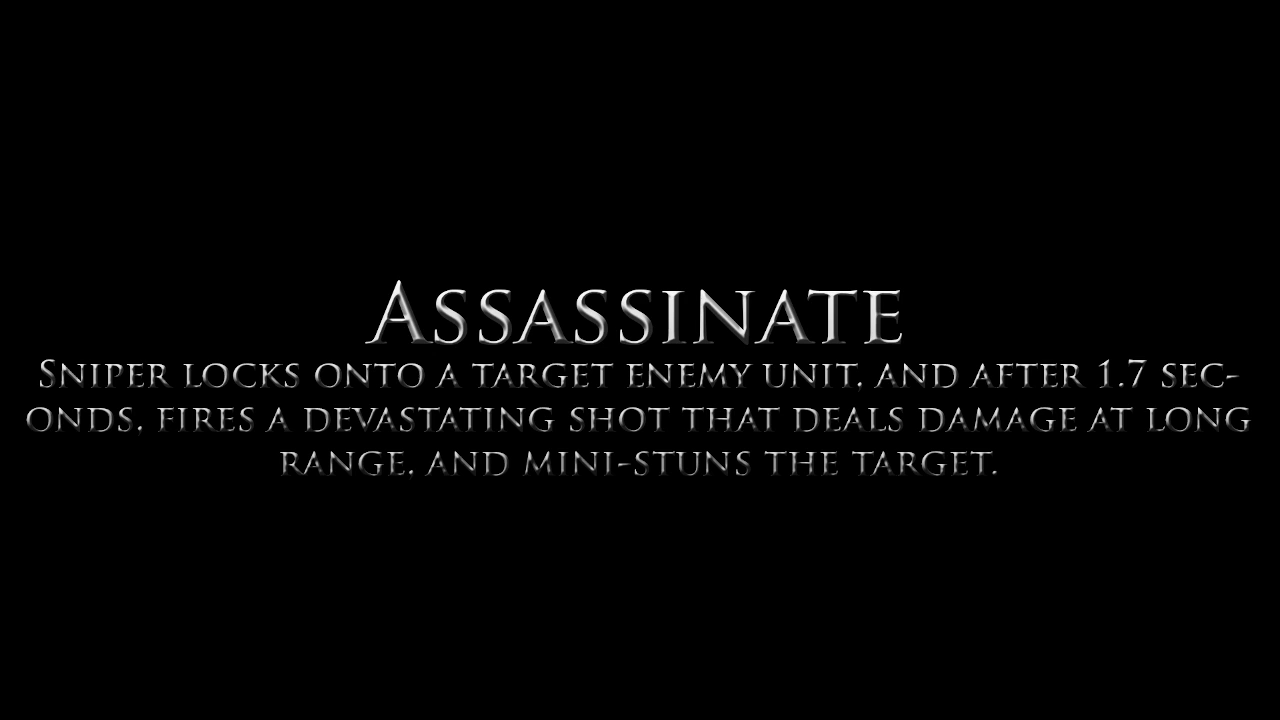 Assassinate
Sniper locks onto a target enemy unit, and after 1.7 sec-
onds, fires a devastating shot that deals damage at long
range, and mini-stuns the target.